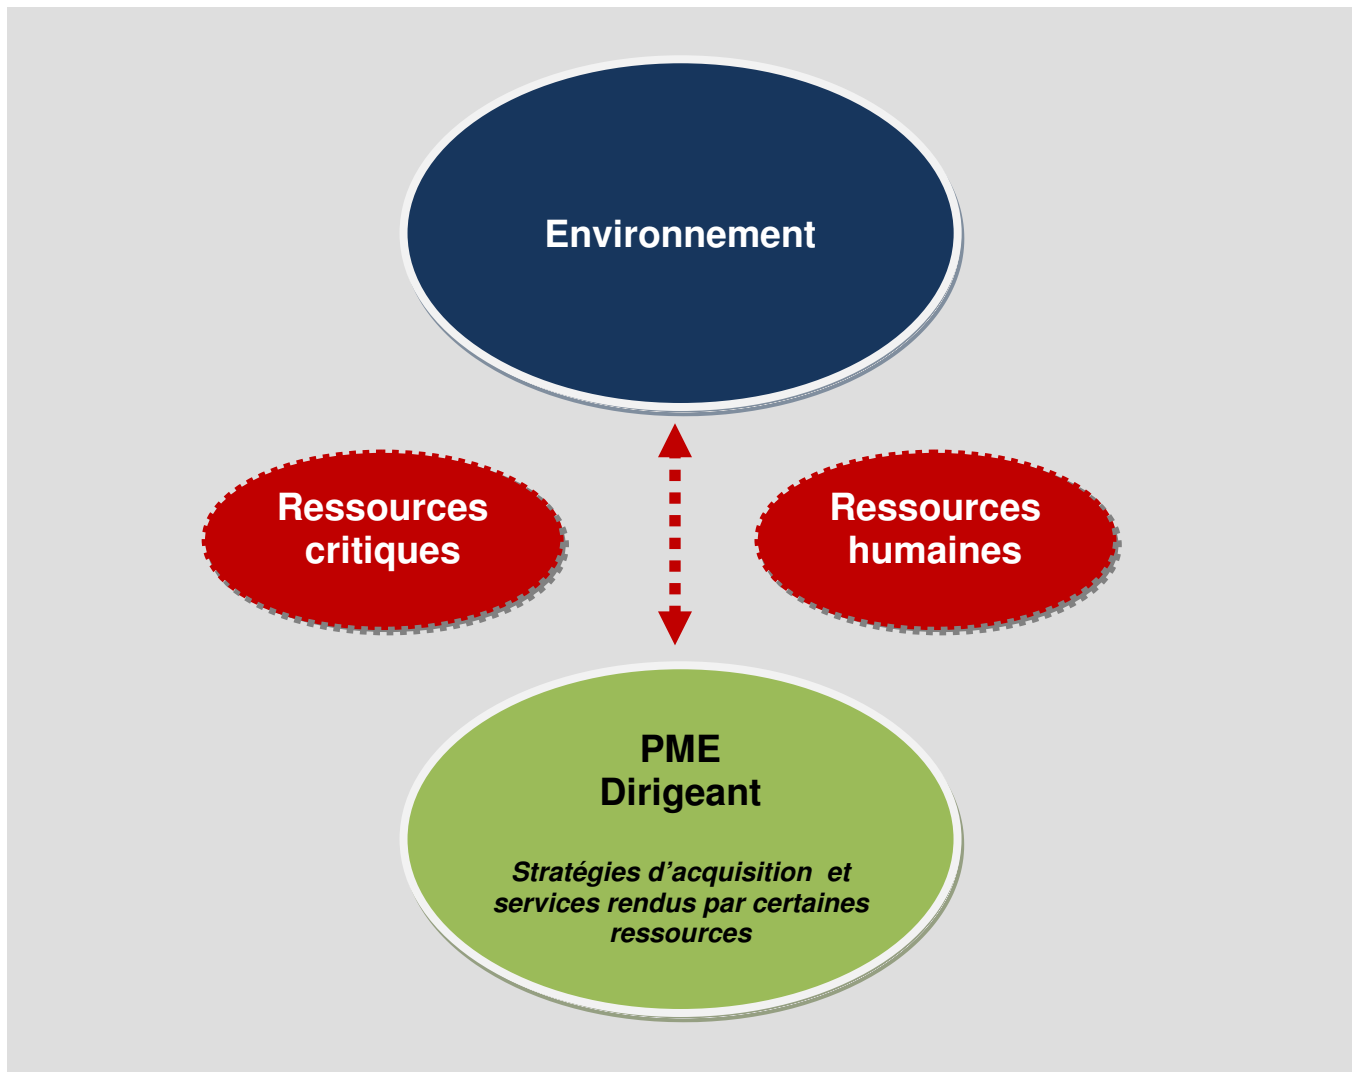 Environnement
Ressources
critiques
Ressources
humaines
PME
Dirigeant
Stratégies d’acquisition et
services rendus par certaines
ressources